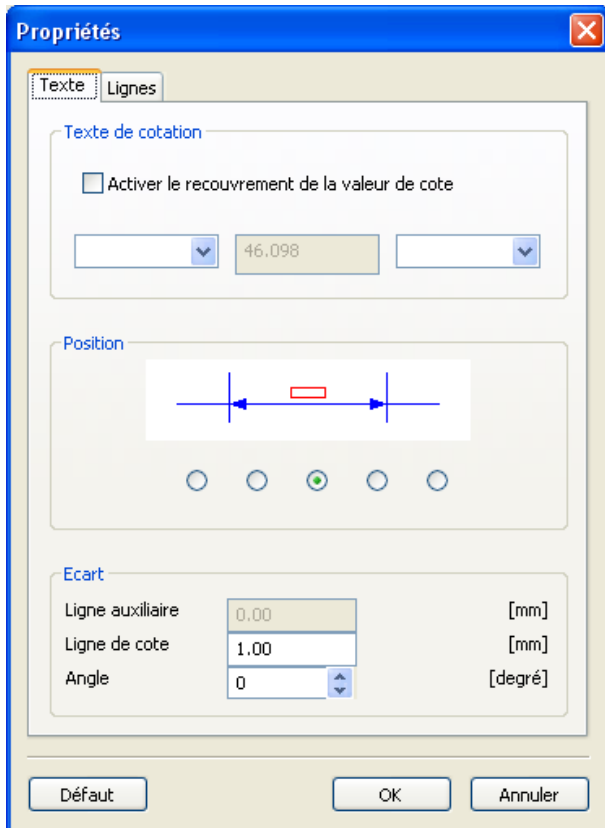 Propriétés
Texte Lignes
Texte de cotation
Activer le recouvrement de la valeur de cote
46.098
Position
Ecart
Ligne auxiliaire 0.00 [mm]
Ligne de cote 1.00 [mm]
Angle 0 [degré]
Défaut OK Annuler